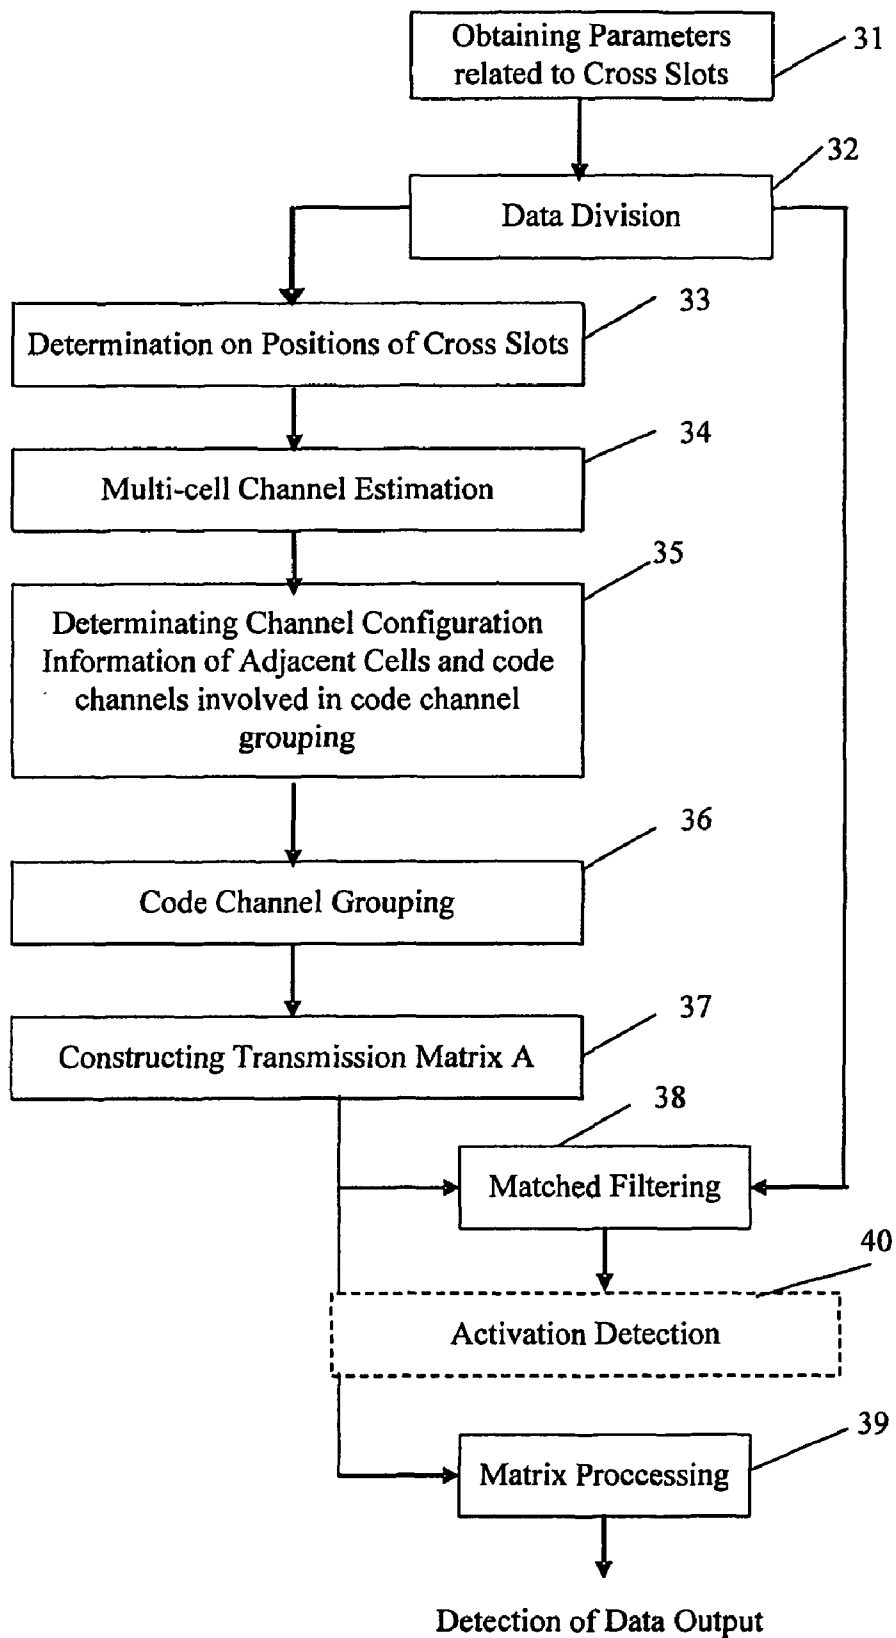 Obtaining Parameters
related to Cross Slots
31
32
Data Division
33
Determination on Positions of Cross Slots
34
Multi-cell Channel Estimation
35
Determinating Channel Configuration
Information of Adjacent Cells and code
channels involved in code channel
grouping
36
Code Channel Grouping
37
Constructing Transmission Matrix A
38
Matched Filtering
40
Activation Detection
39
Matrix Proccessing
Detection of Data Output